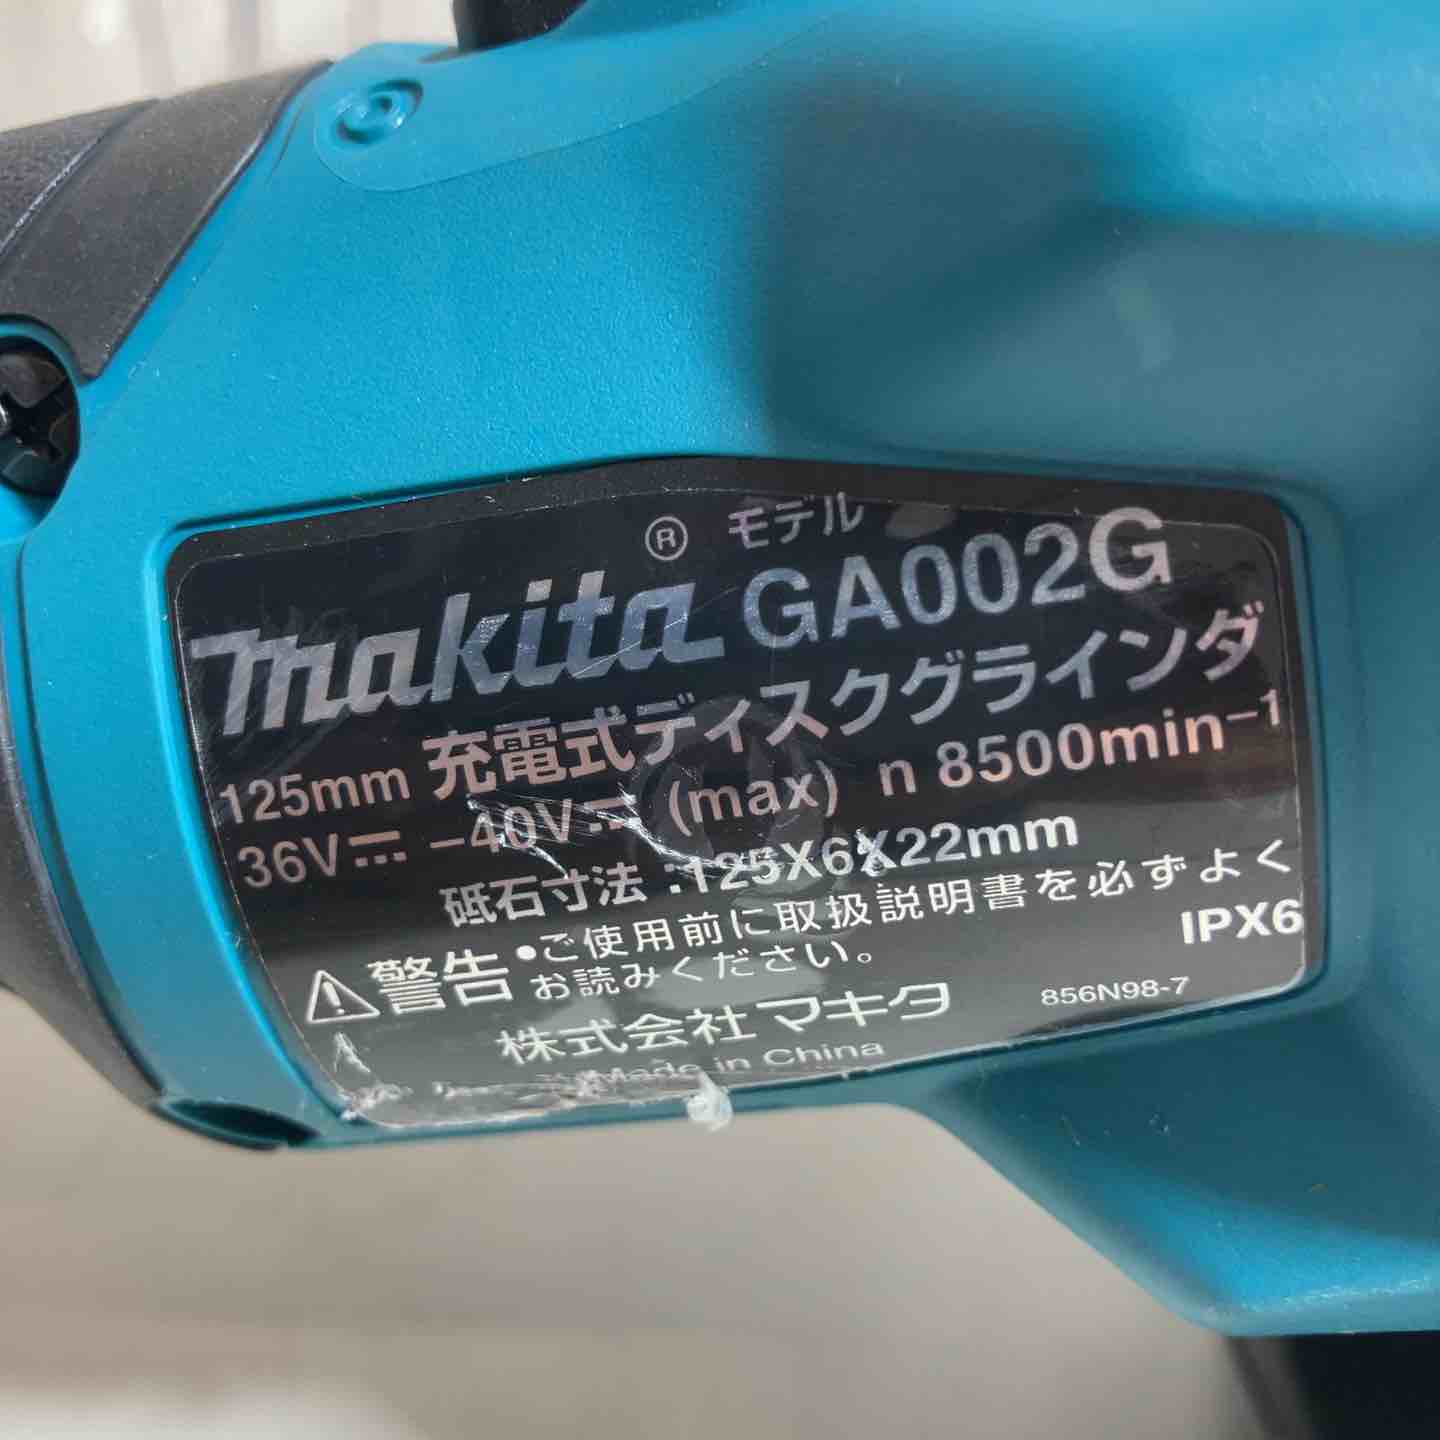 モデル
makita® GA002G
125mm 充電式ディスクグラインダ
36V⎓ -40V⎓ (max) n 8500min⁻¹
砥石寸法:125X6X22mm
警告 •ご使用前に取扱説明書を必ずよく
お読みください。
IPX6
株式会社マキタ
856N98-7
Made in China